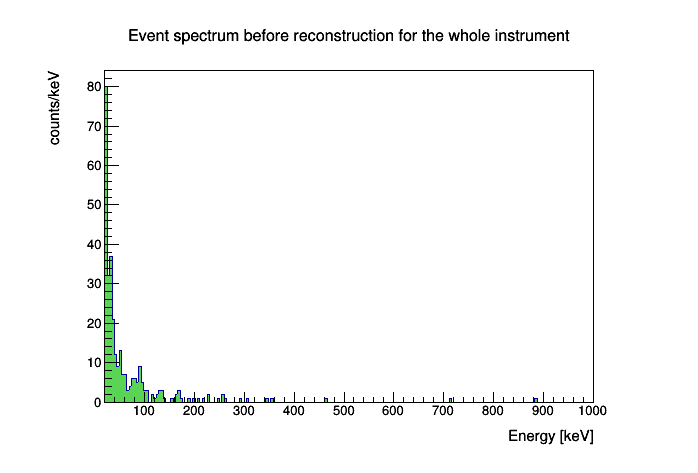 Event spectrum before reconstruction for the whole instrument
counts/keV
80
70
60
50
40
30
20
10
0
100 200 300 400 500 600 700 800 900 1000
Energy [keV]